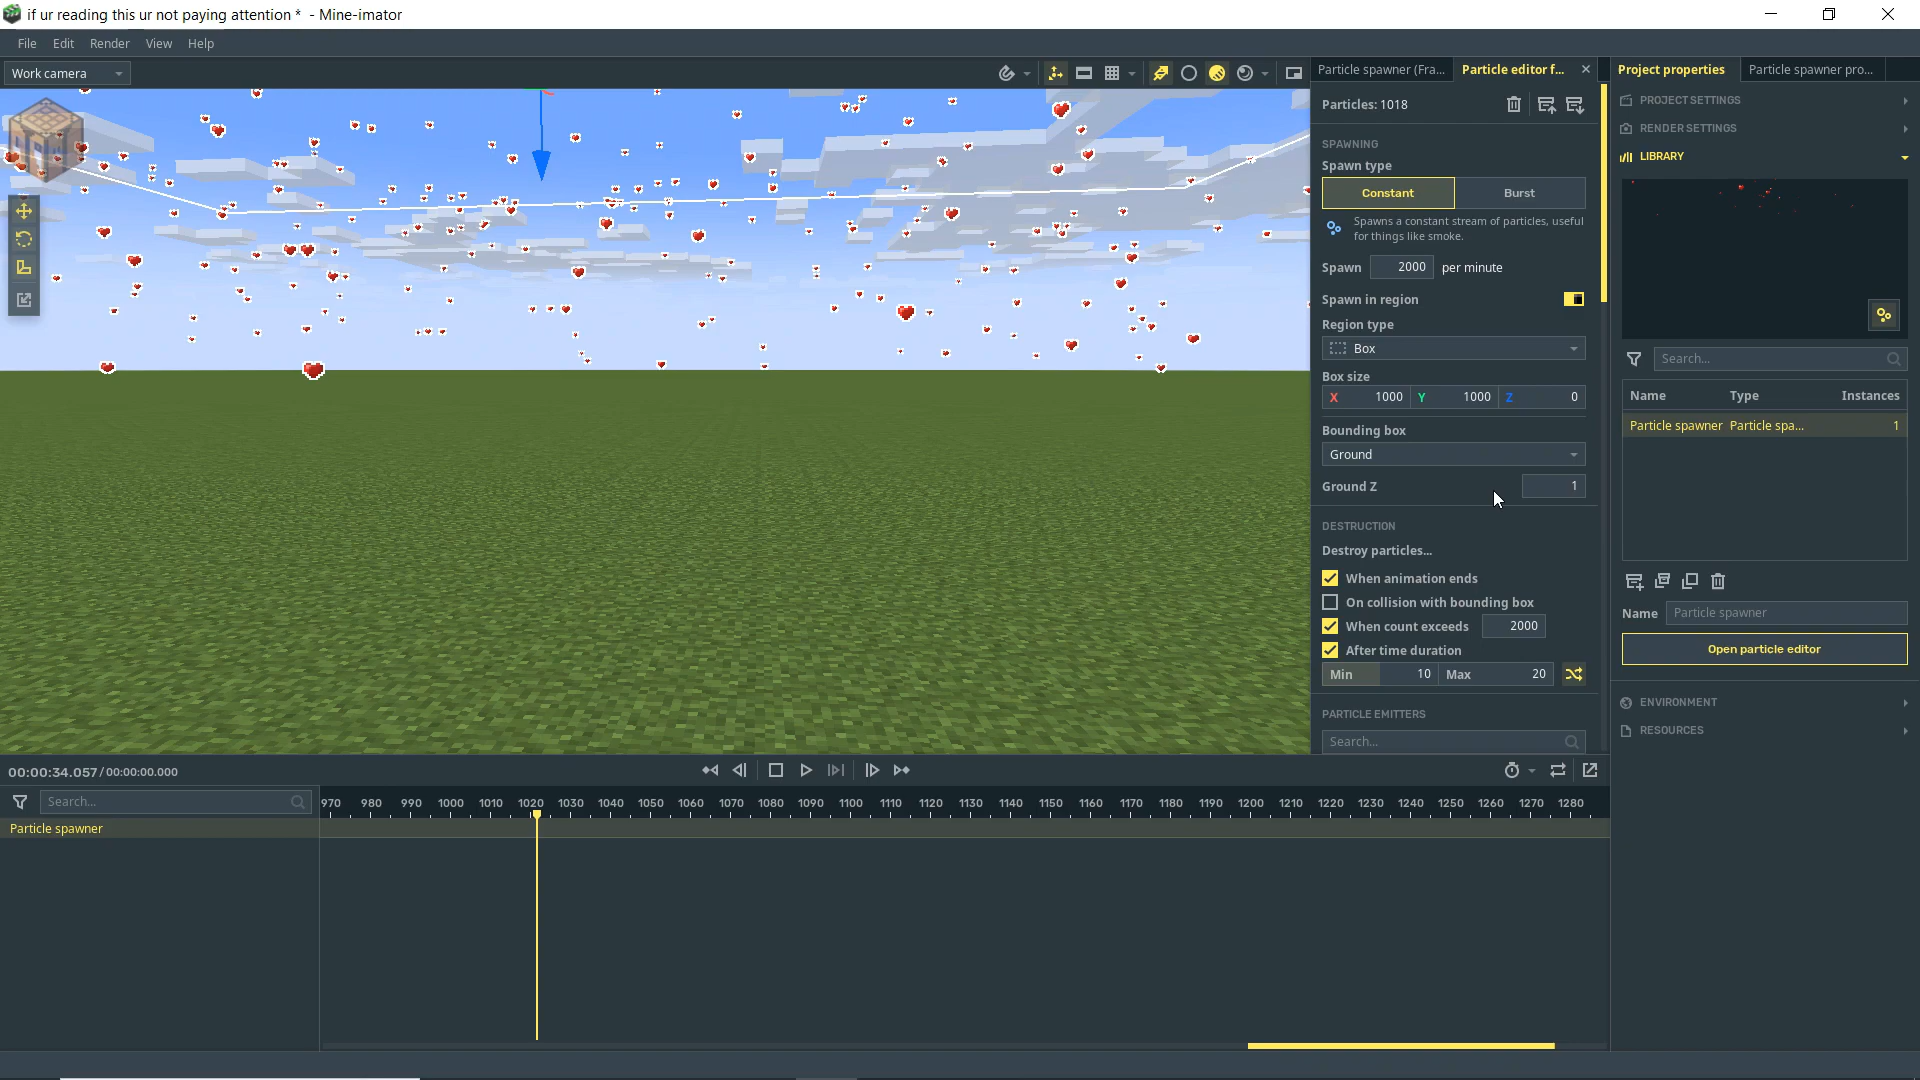 if ur reading this ur not paying attention * - Mine-imator
File Edit Render View Help
Work camera
Particle spawner (Fra...
Particle editor f...
Project properties
Particle spawner pro...
Particles: 1018
SPAWNING
Spawn type
Constant Burst
Spawns a constant stream of particles, useful
for things like smoke.
Spawn 2000 per minute
Spawn in region
Region type
Box
Box size
X 1000 Y 1000 Z 0
Bounding box
Ground
Ground Z 1
DESTRUCTION
Destroy particles...
When animation ends
On collision with bounding box
When count exceeds 2000
After time duration
Min 10 Max 20
PARTICLE EMITTERS
Search...
PROJECT SETTINGS
RENDER SETTINGS
LIBRARY
Search...
Name Type Instances
Particle spawner Particle spa... 1
Name Particle spawner
Open particle editor
ENVIRONMENT
RESOURCES
00:00:34.057 / 00:00:00.000
Search...
970 980 990 1000 1010 1020 1030 1040 1050 1060 1070 1080 1090 1100 1110 1120 1130 1140 1150 1160 1170 1180 1190 1200 1210 1220 1230 1240 1250 1260 1270 1280
Particle spawner